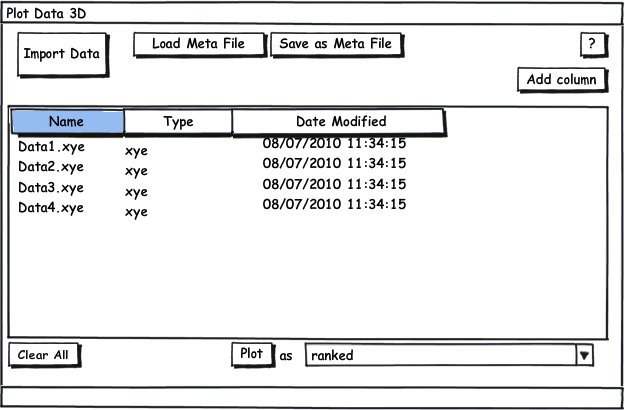 Plot Data 3D
Import Data
Load Meta File
Save as Meta File
?
Add column
Name Type Date Modified
Data1.xye xye 08/07/2010 11:34:15
Data2.xye xye 08/07/2010 11:34:15
Data3.xye xye 08/07/2010 11:34:15
Data4.xye xye 08/07/2010 11:34:15
Clear All
Plot as ranked